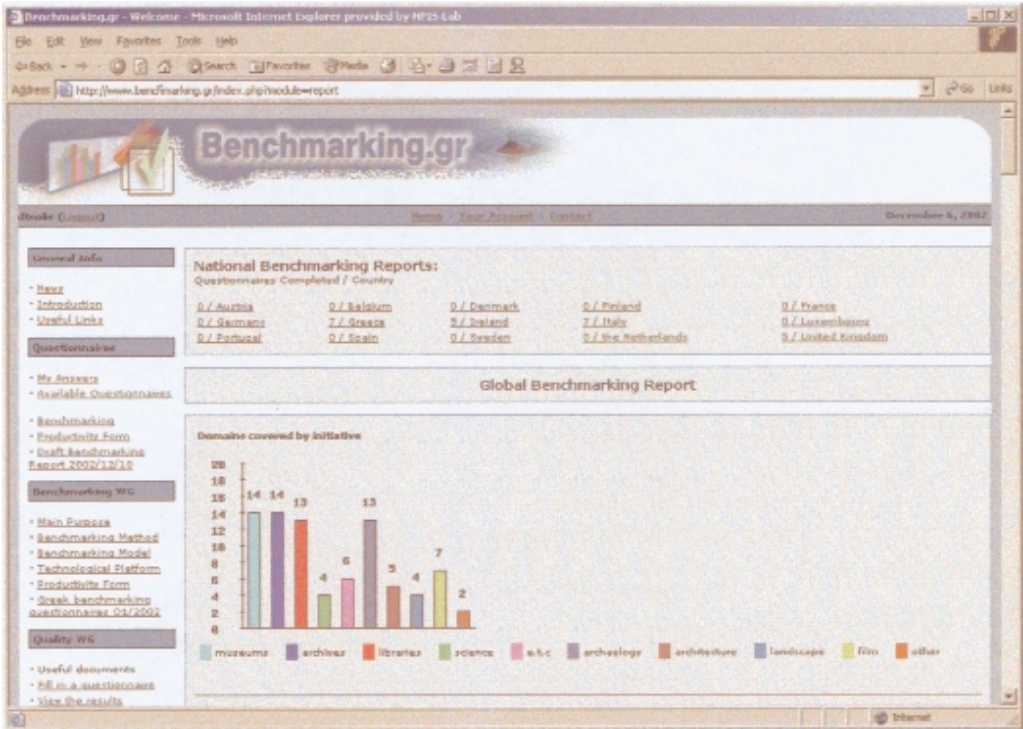 Benchmarking.gr - Welcome - Microsoft Internet Explorer provided by HPIS-Lab
File Edit View Favorites Tools Help
Back Search Favorites Media
Address http://www.benchmarking.gr/index.php?module=report Go Links
Benchmarking.gr
(Logout) Home · Your Account · Contact December 6, 2002
General Info
· News
· Introduction
· Useful Links
Questionnaires
· My Answers
· Available Questionnaires
· Benchmarking
· Productivity Form
· Draft Benchmarking
Report 2002/12/10
Benchmarking WG
· Main Purpose
· Benchmarking Method
· Benchmarking Model
· Technological Platform
· Productivity Form
· Greek benchmarking
questionnaires 01/2002
Quality WG
· Useful documents
· Fill in a questionnaire
· View the results
National Benchmarking Reports:
Questionnaires Completed / Country
0 / Austria 0 / Belgium 0 / Denmark 0 / Finland 0 / France
0 / Germany 7 / Greece 5 / Ireland 7 / Italy 0 / Luxembourg
0 / Portugal 0 / Spain 0 / Sweden 0 / the Netherlands 5 / United Kingdom
Global Benchmarking Report
Domains covered by initiative
20
18
16
14
12
10
8
6
4
2
0
14 14 13 4 6 13 5 4 7 2
museums archives libraries science e.t.c archaelogy architecture landscape film other
Internet